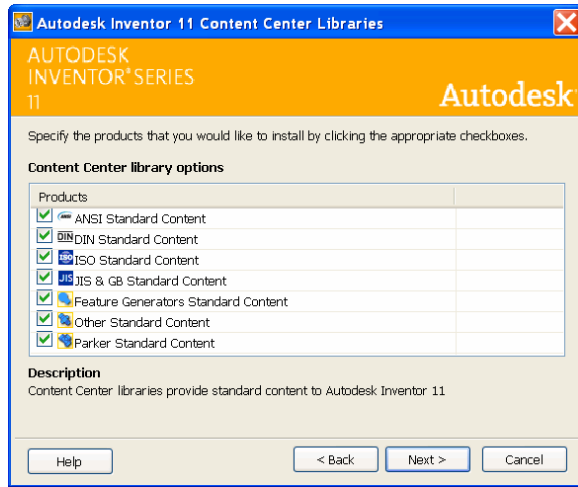 Autodesk Inventor 11 Content Center Libraries
AUTODESK
INVENTOR® SERIES
11
Autodesk
Specify the products that you would like to install by clicking the appropriate checkboxes.
Content Center library options
Products
ANSI ANSI Standard Content
DIN DIN Standard Content
ISO ISO Standard Content
JIS JIS & GB Standard Content
Feature Generators Standard Content
Other Standard Content
Parker Standard Content
Description
Content Center libraries provide standard content to Autodesk Inventor 11
Help
< Back
Next >
Cancel